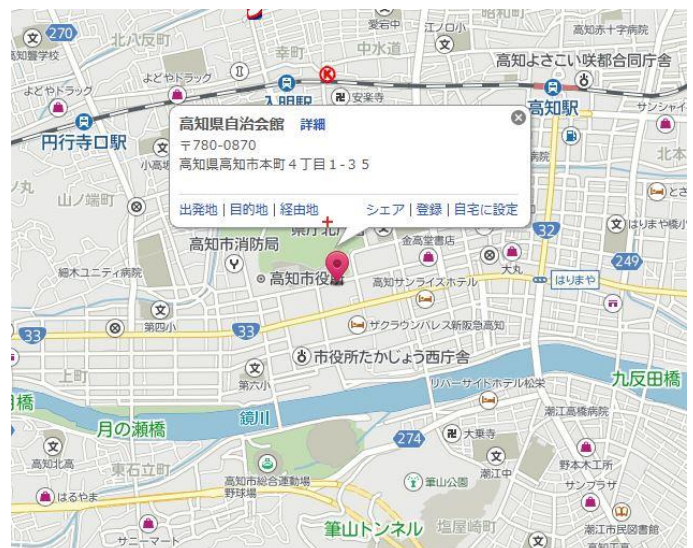 270
北八反町
愛宕中
江ノ口小
昭和町
高知赤十字病院
高知聾学校
幸町
中水道
高知よさこい咲都合同庁舎
よどやドラッグ
よどやドラッグ
入明駅
安楽寺
高知駅
サンシャイ
円行寺口駅
高知県自治会館 詳細
〒780-0870
高知県高知市本町4丁目1-35
出発地|目的地|経由地 シェア|登録|自宅に設定
小高坂
病院
北本
山ノ端町
とさ
32
はりまや橋小
高知市消防局
金高堂書店
249
細木ユニティ病院
高知市役所
高知サンライズホテル
大丸
はりまや
33
第四小
33
ザクラウンパレス新阪急高知
市役所たかじょう西庁舎
上町
第六小
リバーサイドホテル松栄
九反田橋
月の瀬橋
鏡川
潮江高橋病院
274
大乗寺
高知北高
東石立町
高知市総合運動場
野球場
潮江中
野本木工所
筆山公園
サンプラザ
はるやま
サニーマート
筆山トンネル
塩屋崎町
潮江市民図書館